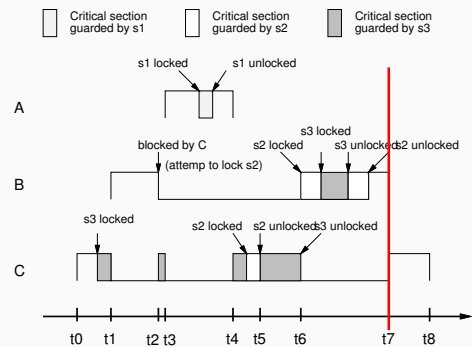 Critical section
guarded by s1
Critical section
guarded by s2
Critical section
guarded by s3
s1 locked
s1 unlocked
A
blocked by C
(attemp to lock s2)
s3 locked
s2 locked
s3 unlocked
s2 unlocked
B
s3 locked
s2 locked
s2 unlocked
s3 unlocked
C
t0 t1 t2 t3 t4 t5 t6 t7 t8